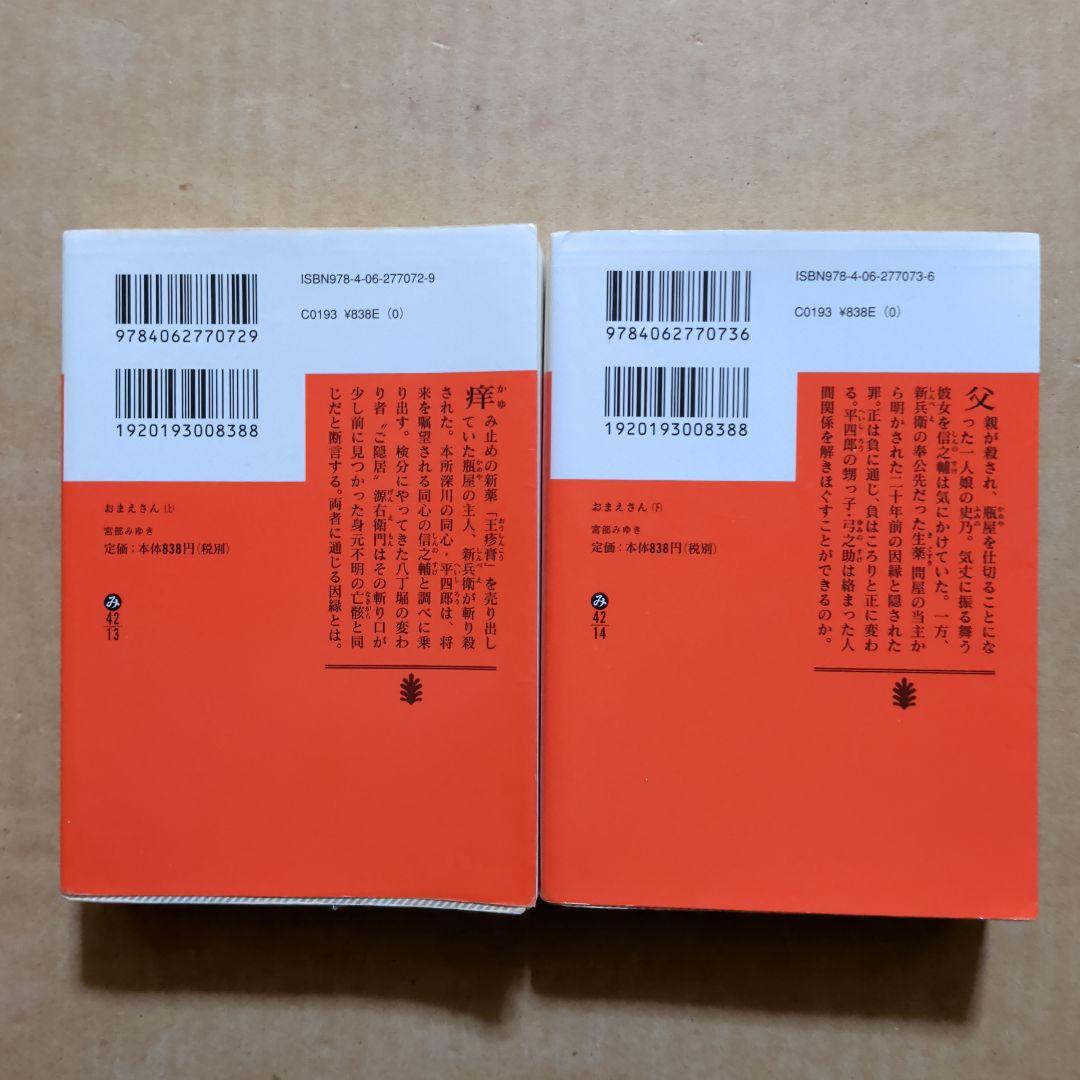 ISBN978-4-06-277072-9
C0193 ¥838E (0)
9784062770729
1920193008388
痒み止めの新薬「王疹膏」を売り出し
ていた瓶屋の主人、新兵衛が斬り殺
された。本所深川の同心・平四郎は、将
来を嘱望される同心の信之輔と調べに乗
り出す。検分にやってきた八丁堀の変わ
り者〝ご隠居〟源右衛門はその斬り口が
少し前に見つかった身元不明の亡骸と同
じだと断言する。両者に通じる因縁とは。
おまえさん(上)
宮部みゆき
定価:本体838円(税別)
み
42
13
ISBN978-4-06-277073-6
C0193 ¥838E (0)
9784062770736
1920193008388
父親が殺され、瓶屋を仕切ることにな
った一人娘の史乃。気丈に振る舞う
彼女を信之輔は気にかけていた。一方、
新兵衛の奉公先だった生薬問屋の当主か
ら明かされた二十年前の因縁と隠された
罪。正は負に通じ、負はころりと正に変わ
る。平四郎の甥っ子・弓之助は絡まった人
間関係を解きほぐすことができるのか。
おまえさん(下)
宮部みゆき
定価:本体838円(税別)
み
42
14